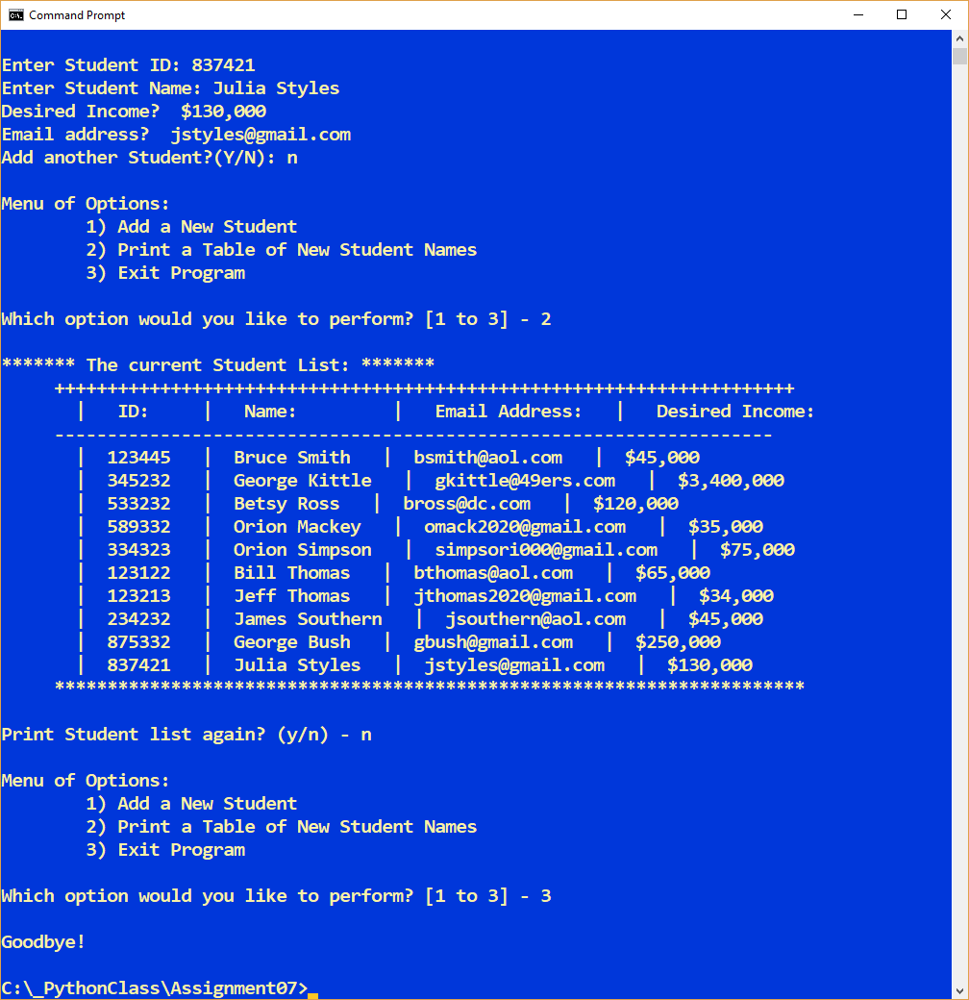 Command Prompt
Enter Student ID: 837421
Enter Student Name: Julia Styles
Desired Income?  $130,000
Email address?  jstyles@gmail.com
Add another Student?(Y/N): n
Menu of Options:
        1) Add a New Student
        2) Print a Table of New Student Names
        3) Exit Program
Which option would you like to perform? [1 to 3] - 2
******* The current Student List: *******
     ++++++++++++++++++++++++++++++++++++++++++++++++++++++++++++++++++++++
       |   ID:     |   Name:         |   Email Address:   |   Desired Income:
     --------------------------------------------------------------------
       |  123445   |  Bruce Smith   |  bsmith@aol.com   |  $45,000
       |  345232   |  George Kittle   |  gkittle@49ers.com   |  $3,400,000
       |  533232   |  Betsy Ross   |  bross@dc.com   |  $120,000
       |  589332   |  Orion Mackey   |  omack2020@gmail.com   |  $35,000
       |  334323   |  Orion Simpson   |  simpsori000@gmail.com   |  $75,000
       |  123122   |  Bill Thomas   |  bthomas@aol.com   |  $65,000
       |  123213   |  Jeff Thomas   |  jthomas2020@gmail.com   |  $34,000
       |  234232   |  James Southern   |  jsouthern@aol.com   |  $45,000
       |  875332   |  George Bush   |  gbush@gmail.com   |  $250,000
       |  837421   |  Julia Styles   |  jstyles@gmail.com   |  $130,000
     ***********************************************************************
Print Student list again? (y/n) - n
Menu of Options:
        1) Add a New Student
        2) Print a Table of New Student Names
        3) Exit Program
Which option would you like to perform? [1 to 3] - 3
Goodbye!
C:\_PythonClass\Assignment07>